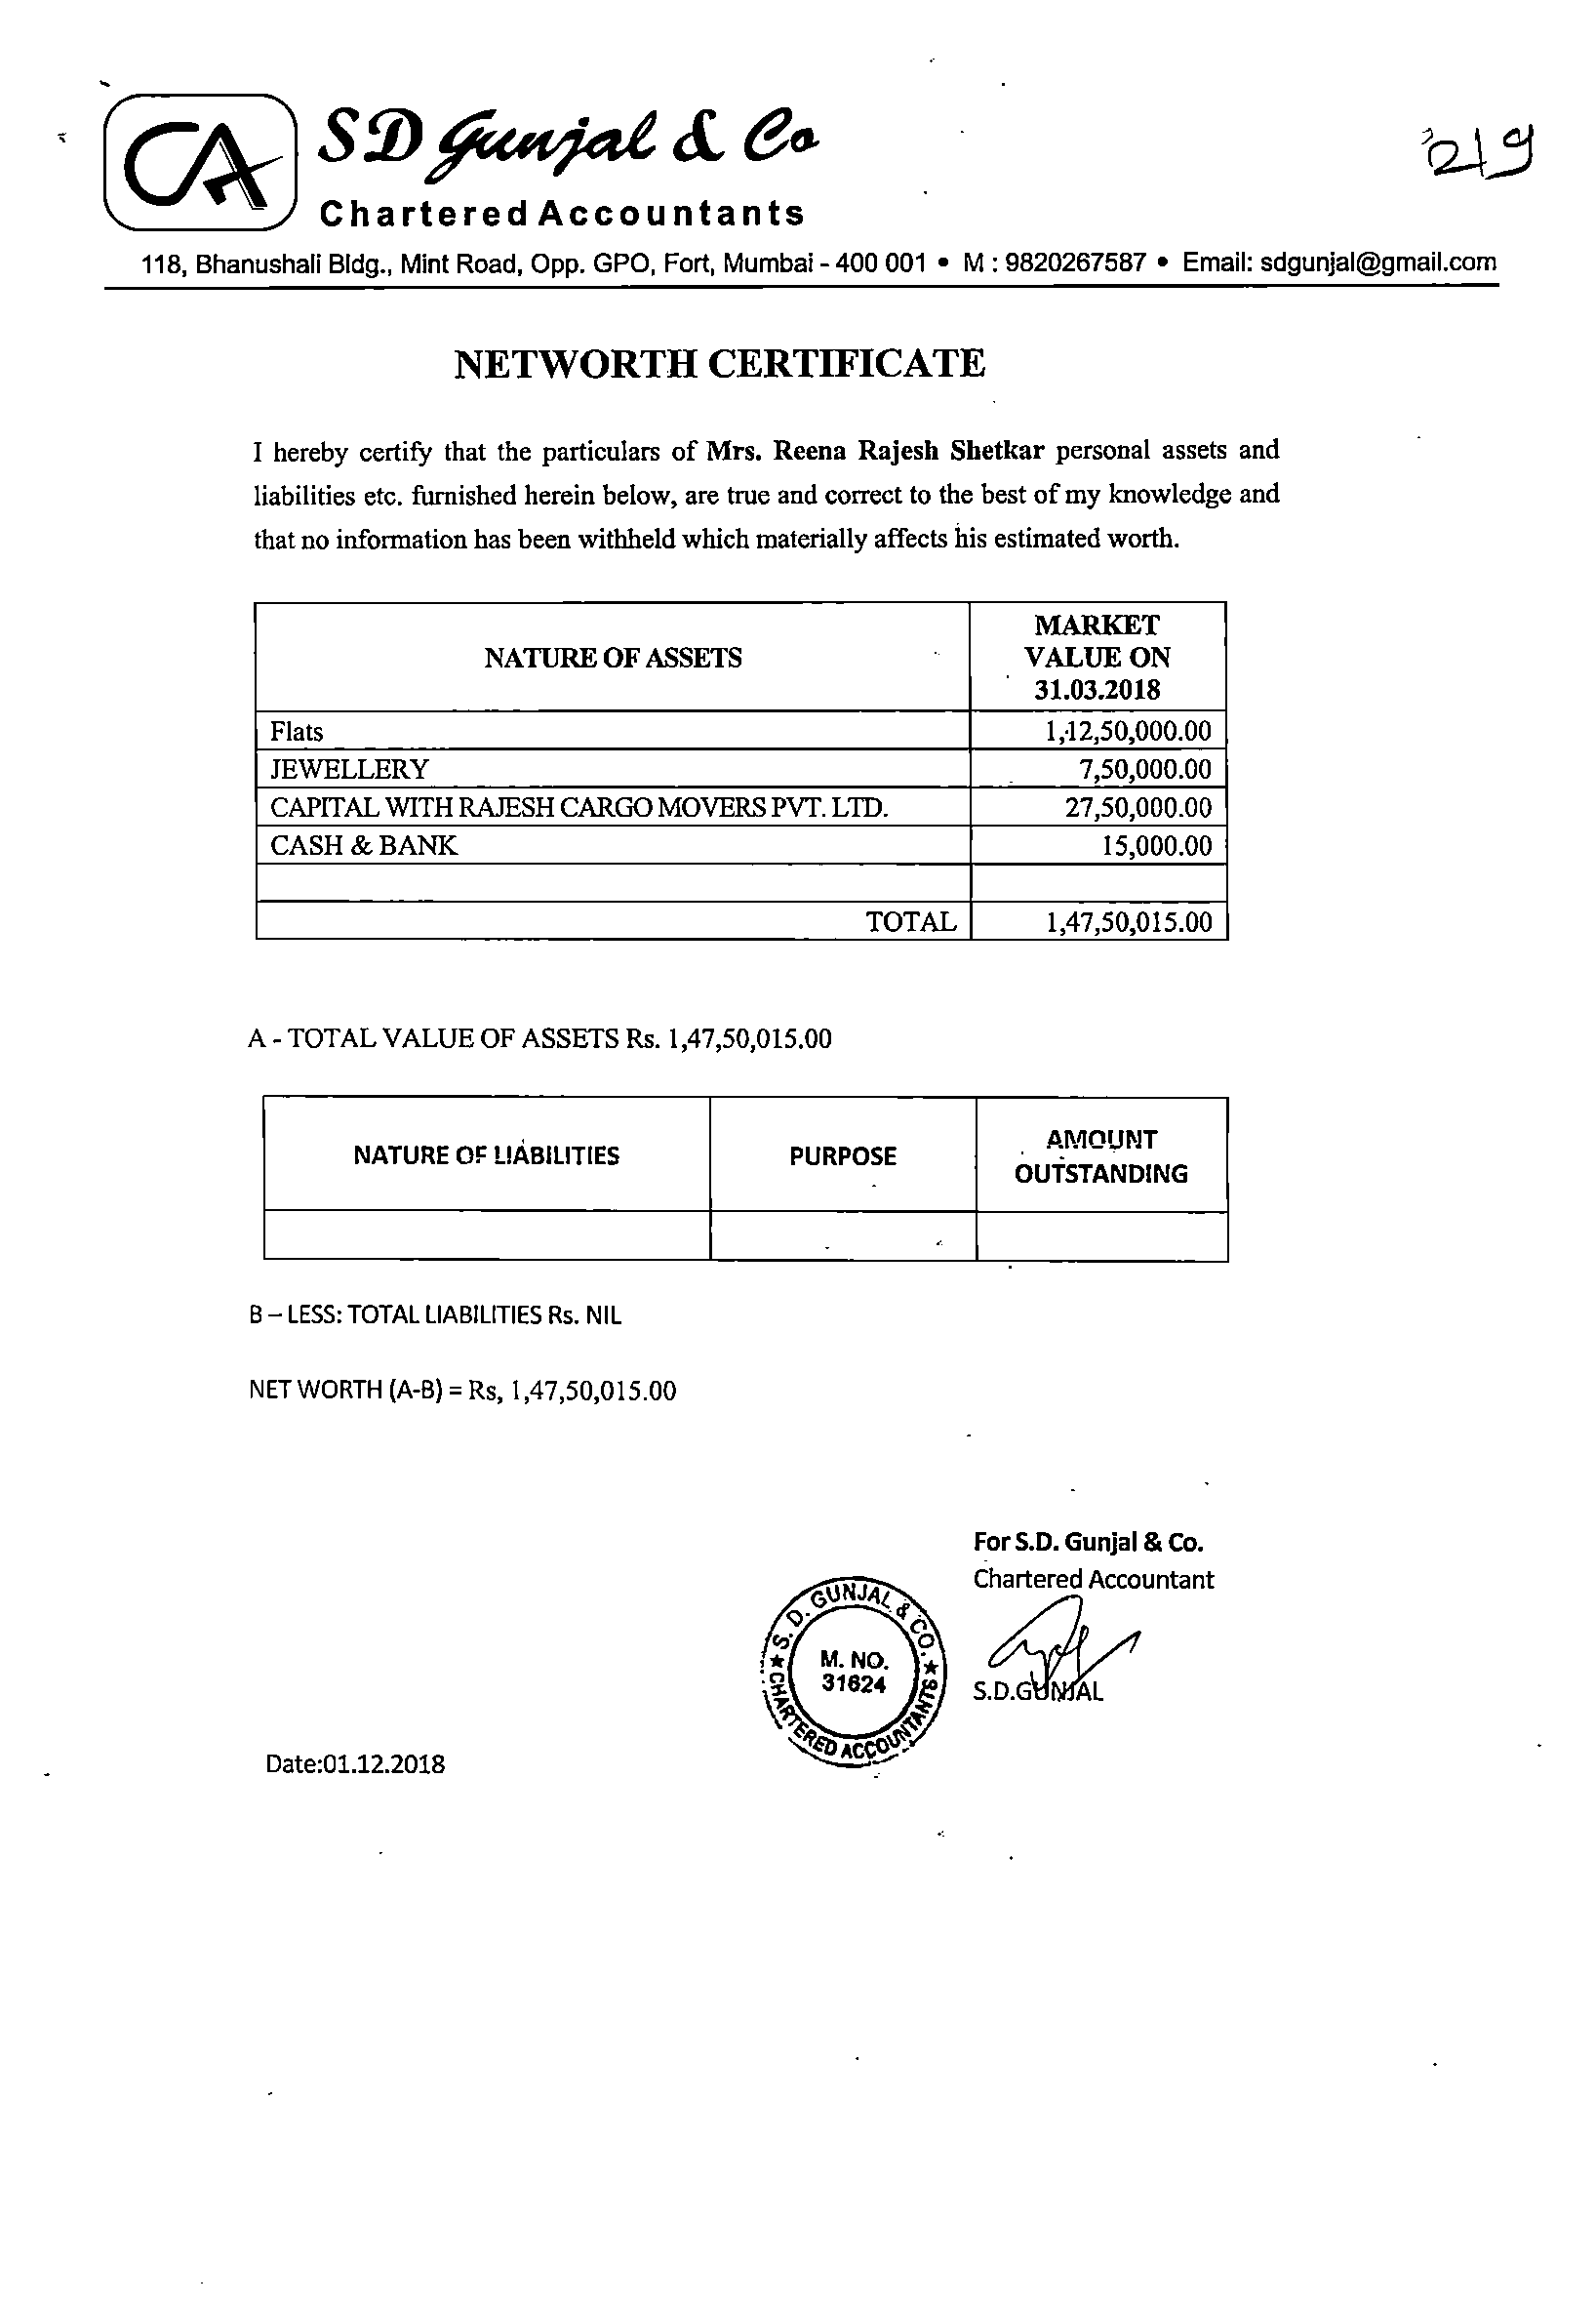 CA
SD Gunjal & Co
219
Chartered Accountants
118, Bhanushali Bldg., Mint Road, Opp. GPO, Fort, Mumbai - 400 001 • M : 9820267587 • Email: sdgunjal@gmail.com
NETWORTH CERTIFICATE
I hereby certify that the particulars of Mrs. Reena Rajesh Shetkar personal assets and
liabilities etc. furnished herein below, are true and correct to the best of my knowledge and
that no information has been withheld which materially affects his estimated worth.
NATURE OF ASSETS
MARKET
VALUE ON
31.03.2018
Flats 1,12,50,000.00
JEWELLERY 7,50,000.00
CAPITAL WITH RAJESH CARGO MOVERS PVT. LTD. 27,50,000.00
CASH & BANK 15,000.00
TOTAL 1,47,50,015.00
A - TOTAL VALUE OF ASSETS Rs. 1,47,50,015.00
NATURE OF LIABILITIES PURPOSE
AMOUNT
OUTSTANDING
B – LESS: TOTAL LIABILITIES Rs. NIL
NET WORTH (A-B) = Rs, 1,47,50,015.00
For S.D. Gunjal & Co.
Chartered Accountant
S.D.GUNJAL
★ S. D. GUNJAL & CO. ★
M. NO.
31624
CHARTERED ACCOUNTANTS
Date:01.12.2018